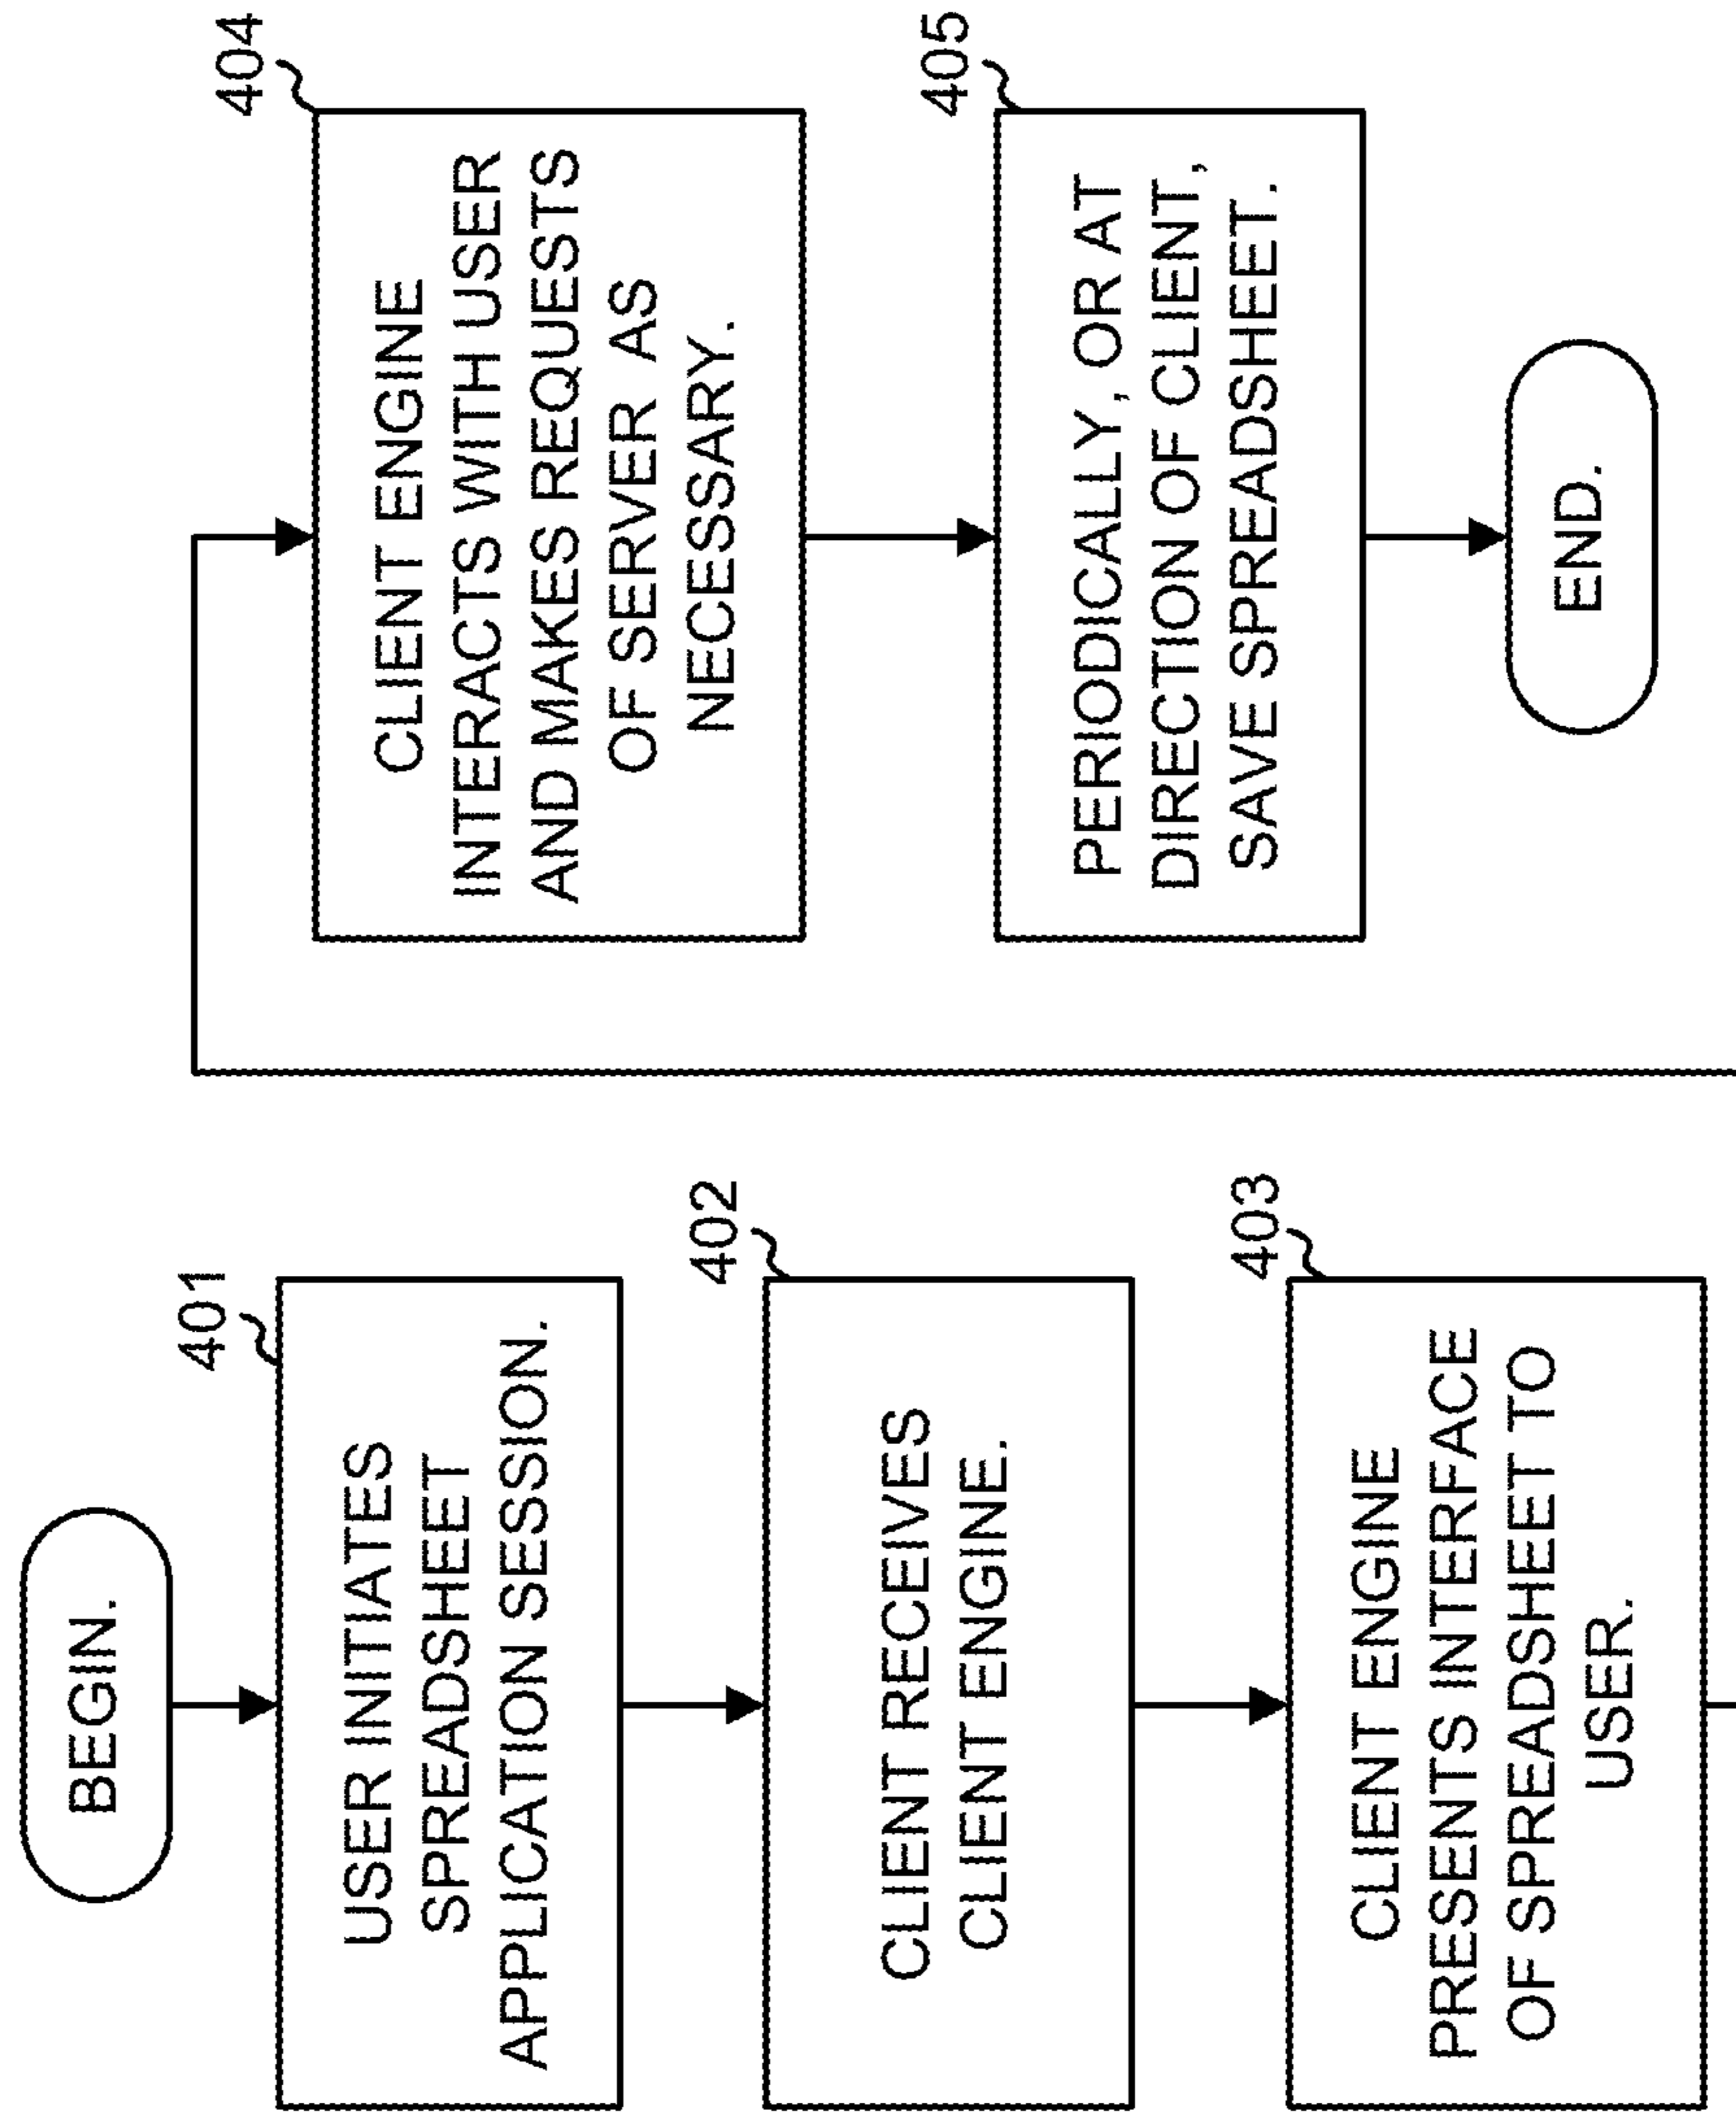 BEGIN.
401
USER INITIATES
SPREADSHEET
APPLICATION SESSION.
402
CLIENT RECEIVES
CLIENT ENGINE.
403
CLIENT ENGINE
PRESENTS INTERFACE
OF SPREADSHEET TO
USER.
404
CLIENT ENGINE
INTERACTS WITH USER
AND MAKES REQUESTS
OF SERVER AS
NECESSARY.
405
PERIODICALLY, OR AT
DIRECTION OF CLIENT,
SAVE SPREADSHEET.
END.